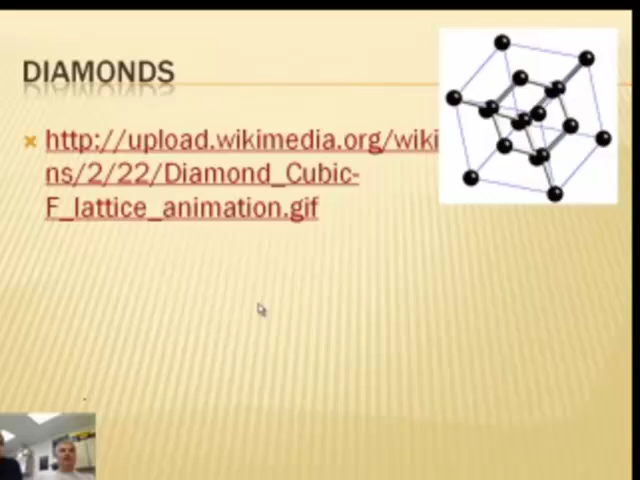 DIAMONDS
http://upload.wikimedia.org/wiki
ns/2/22/Diamond_Cubic-
F_lattice_animation.gif